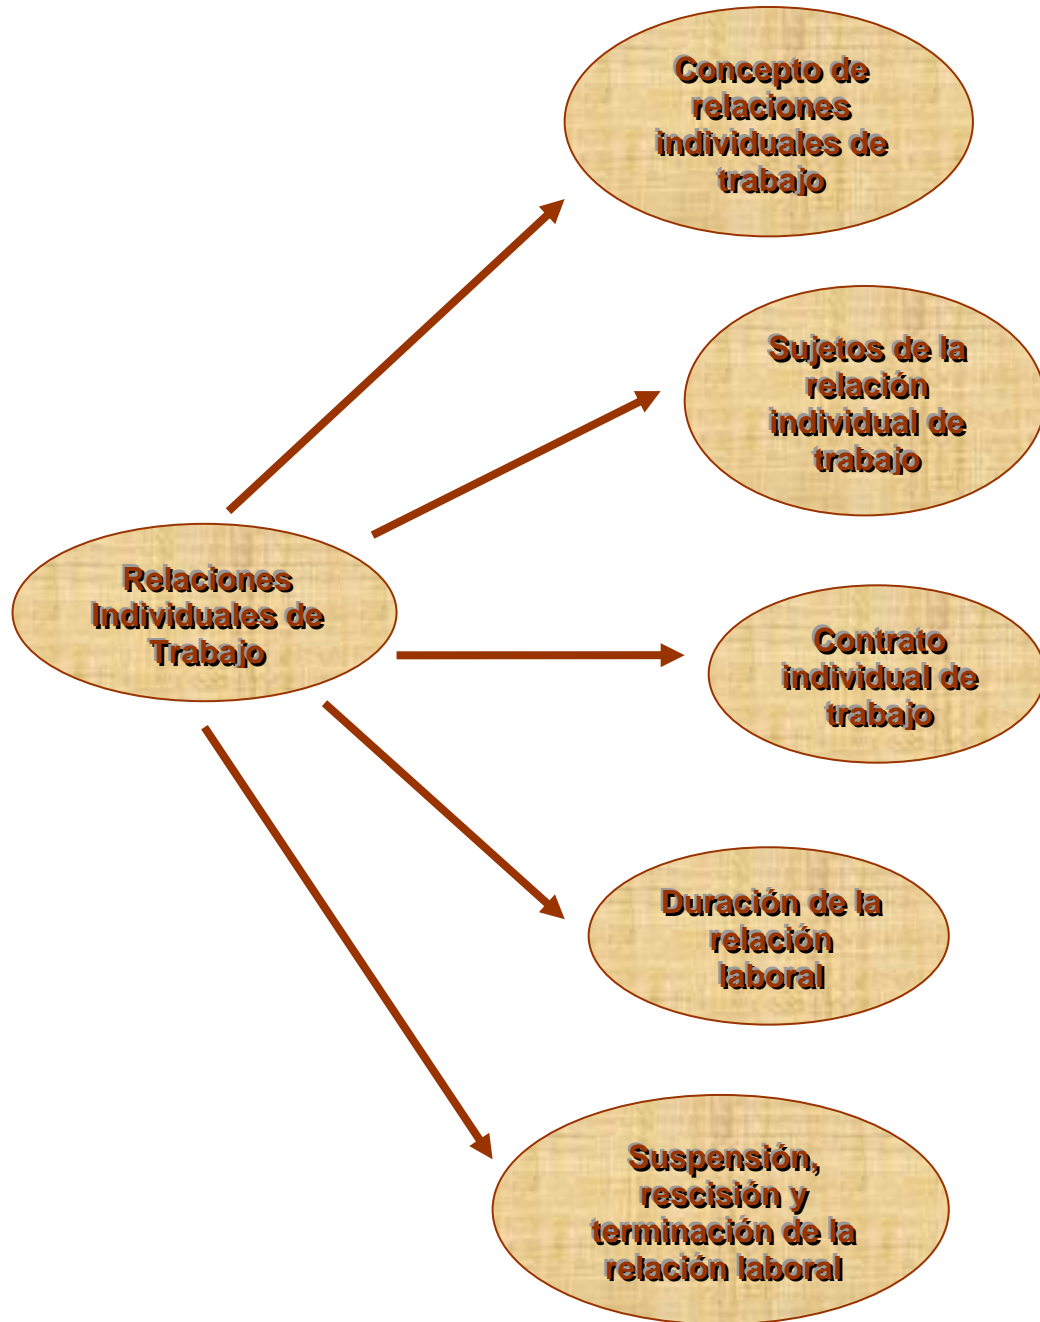 Concepto de
relaciones
individuales de
trabajo
Sujetos de la
relación
individual de
trabajo
Relaciones
Individuales de
Trabajo
Contrato
individual de
trabajo
Duración de la
relación
laboral
Suspensión,
rescisión y
terminación de la
relación laboral